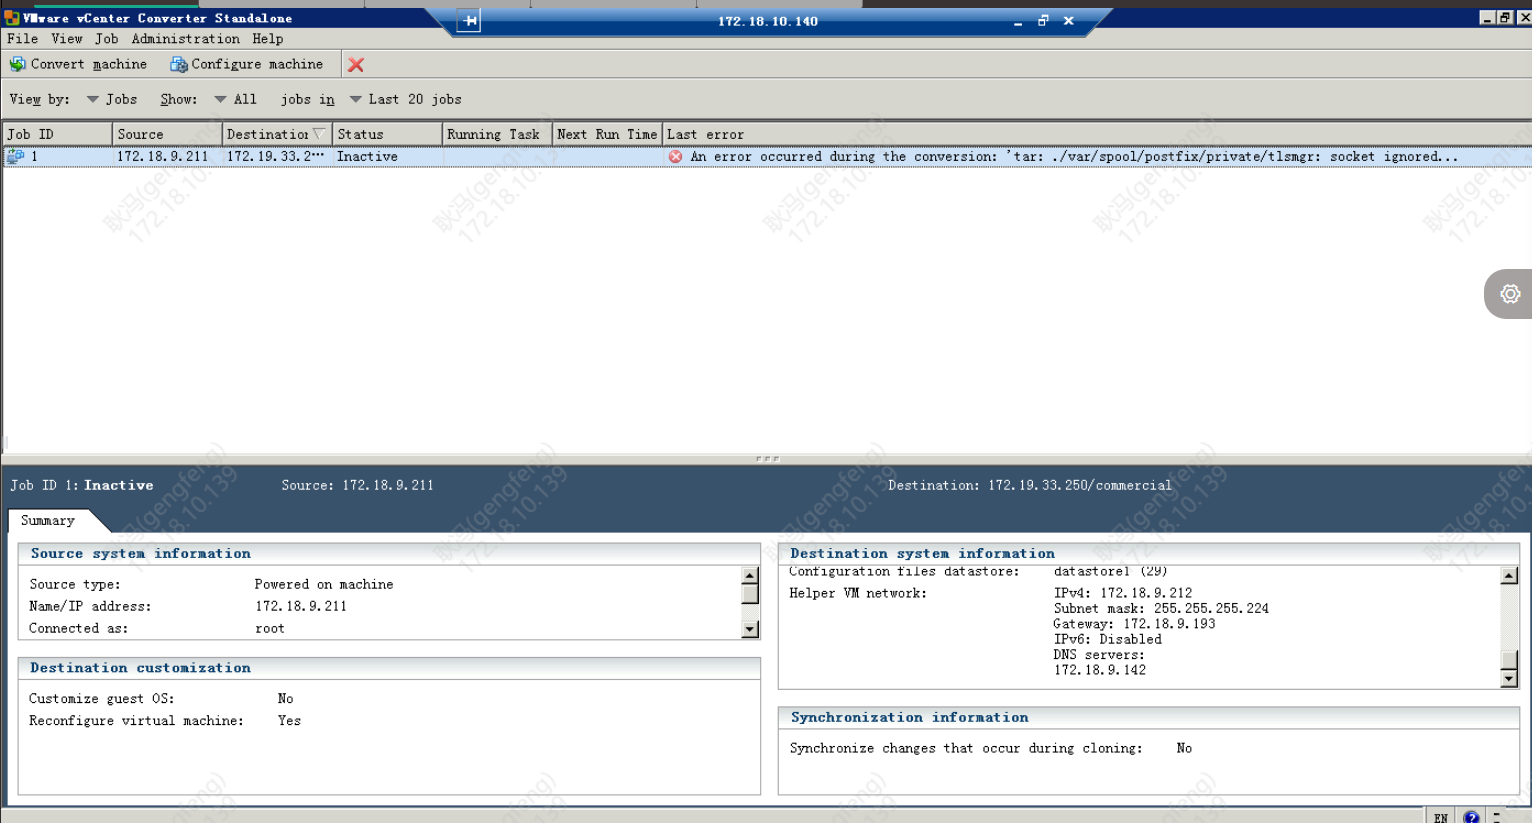 VMware vCenter Converter Standalone
172.18.10.140
File View Job Administration Help
Convert machine Configure machine
View by: Jobs Show: All jobs in Last 20 jobs
Job ID Source Destination Status Running Task Next Run Time Last error
1 172.18.9.211 172.19.33.2... Inactive An error occurred during the conversion: 'tar: ./var/spool/postfix/private/tlsmgr: socket ignored...
耿冯(gengfeng)
172.18.10.139
Job ID 1: Inactive Source: 172.18.9.211 Destination: 172.19.33.250/commercial
Summary
Source system information
Source type: Powered on machine
Name/IP address: 172.18.9.211
Connected as: root
Destination customization
Customize guest OS: No
Reconfigure virtual machine: Yes
Destination system information
Configuration files datastore: datastore1 (29)
Helper VM network: IPv4: 172.18.9.212
Subnet mask: 255.255.255.224
Gateway: 172.18.9.193
IPv6: Disabled
DNS servers:
172.18.9.142
Synchronization information
Synchronize changes that occur during cloning: No
EN